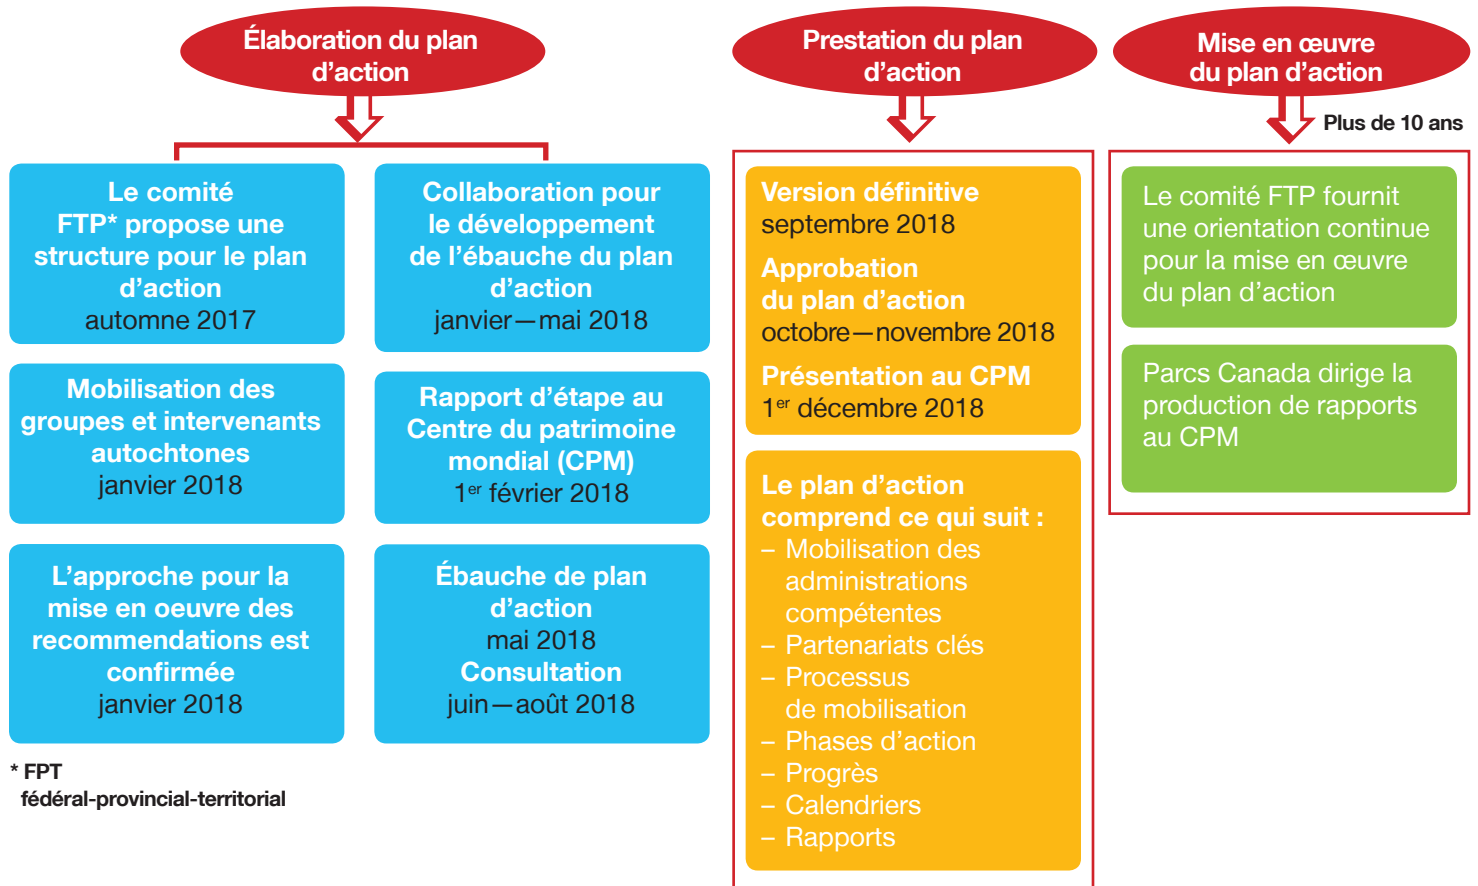 Élaboration du plan
d’action
Le comité
FTP* propose une
structure pour le plan
d’action
automne 2017
Mobilisation des
groupes et intervenants
autochtones
janvier 2018
L’approche pour la
mise en oeuvre des
recommendations est
confirmée
janvier 2018
Collaboration pour
le développement
de l’ébauche du plan
d’action
janvier—mai 2018
Rapport d’étape au
Centre du patrimoine
mondial (CPM)
1er février 2018
Ébauche de plan
d’action
mai 2018
Consultation
juin—août 2018
* FPT
fédéral-provincial-territorial
Prestation du plan
d’action
Version définitive
septembre 2018
Approbation
du plan d’action
octobre—novembre 2018
Présentation au CPM
1er décembre 2018
Le plan d’action
comprend ce qui suit :
– Mobilisation des
administrations
compétentes
– Partenariats clés
– Processus
de mobilisation
– Phases d’action
– Progrès
– Calendriers
– Rapports
Mise en œuvre
du plan d’action
Plus de 10 ans
Le comité FTP fournit
une orientation continue
pour la mise en œuvre
du plan d’action
Parcs Canada dirige la
production de rapports
au CPM